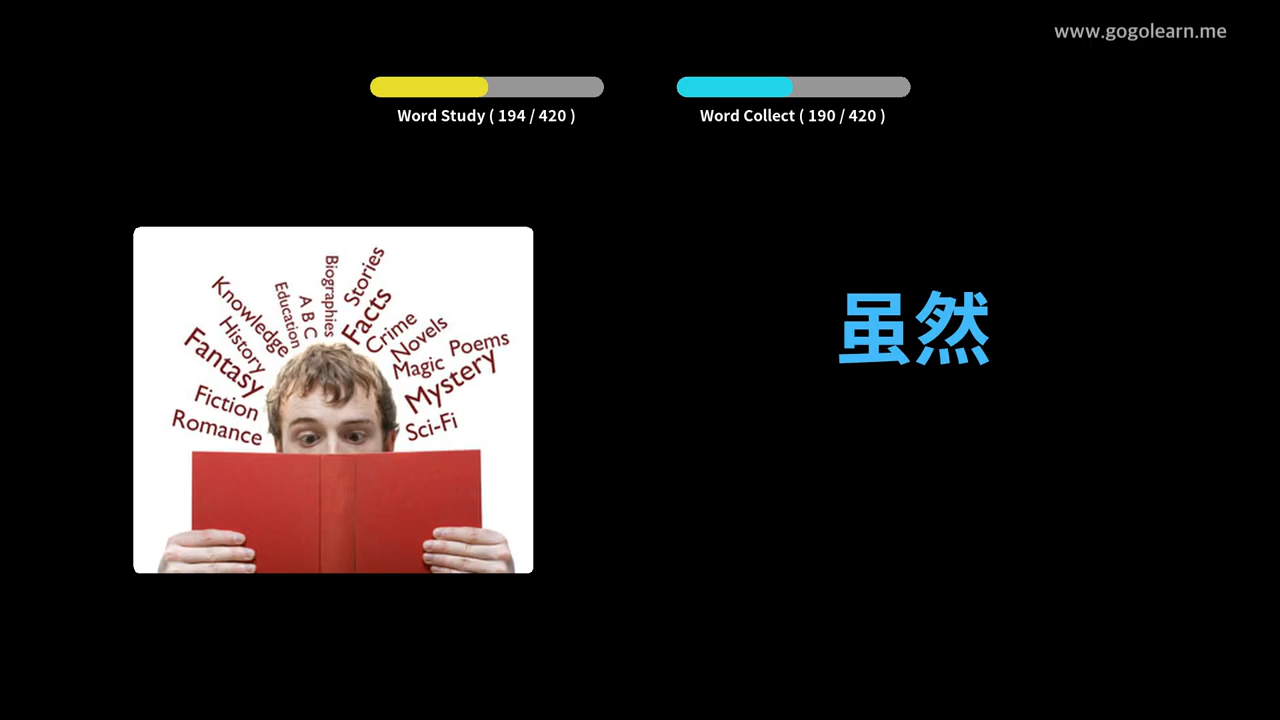 www.gogolearn.me
Word Study ( 194 / 420 )
Word Collect ( 190 / 420 )
Knowledge
History
Fantasy
Fiction
Romance
Education
A B C
Biographies
Stories
Facts
Crime
Novels
Magic
Poems
Mystery
Sci-Fi
虽然